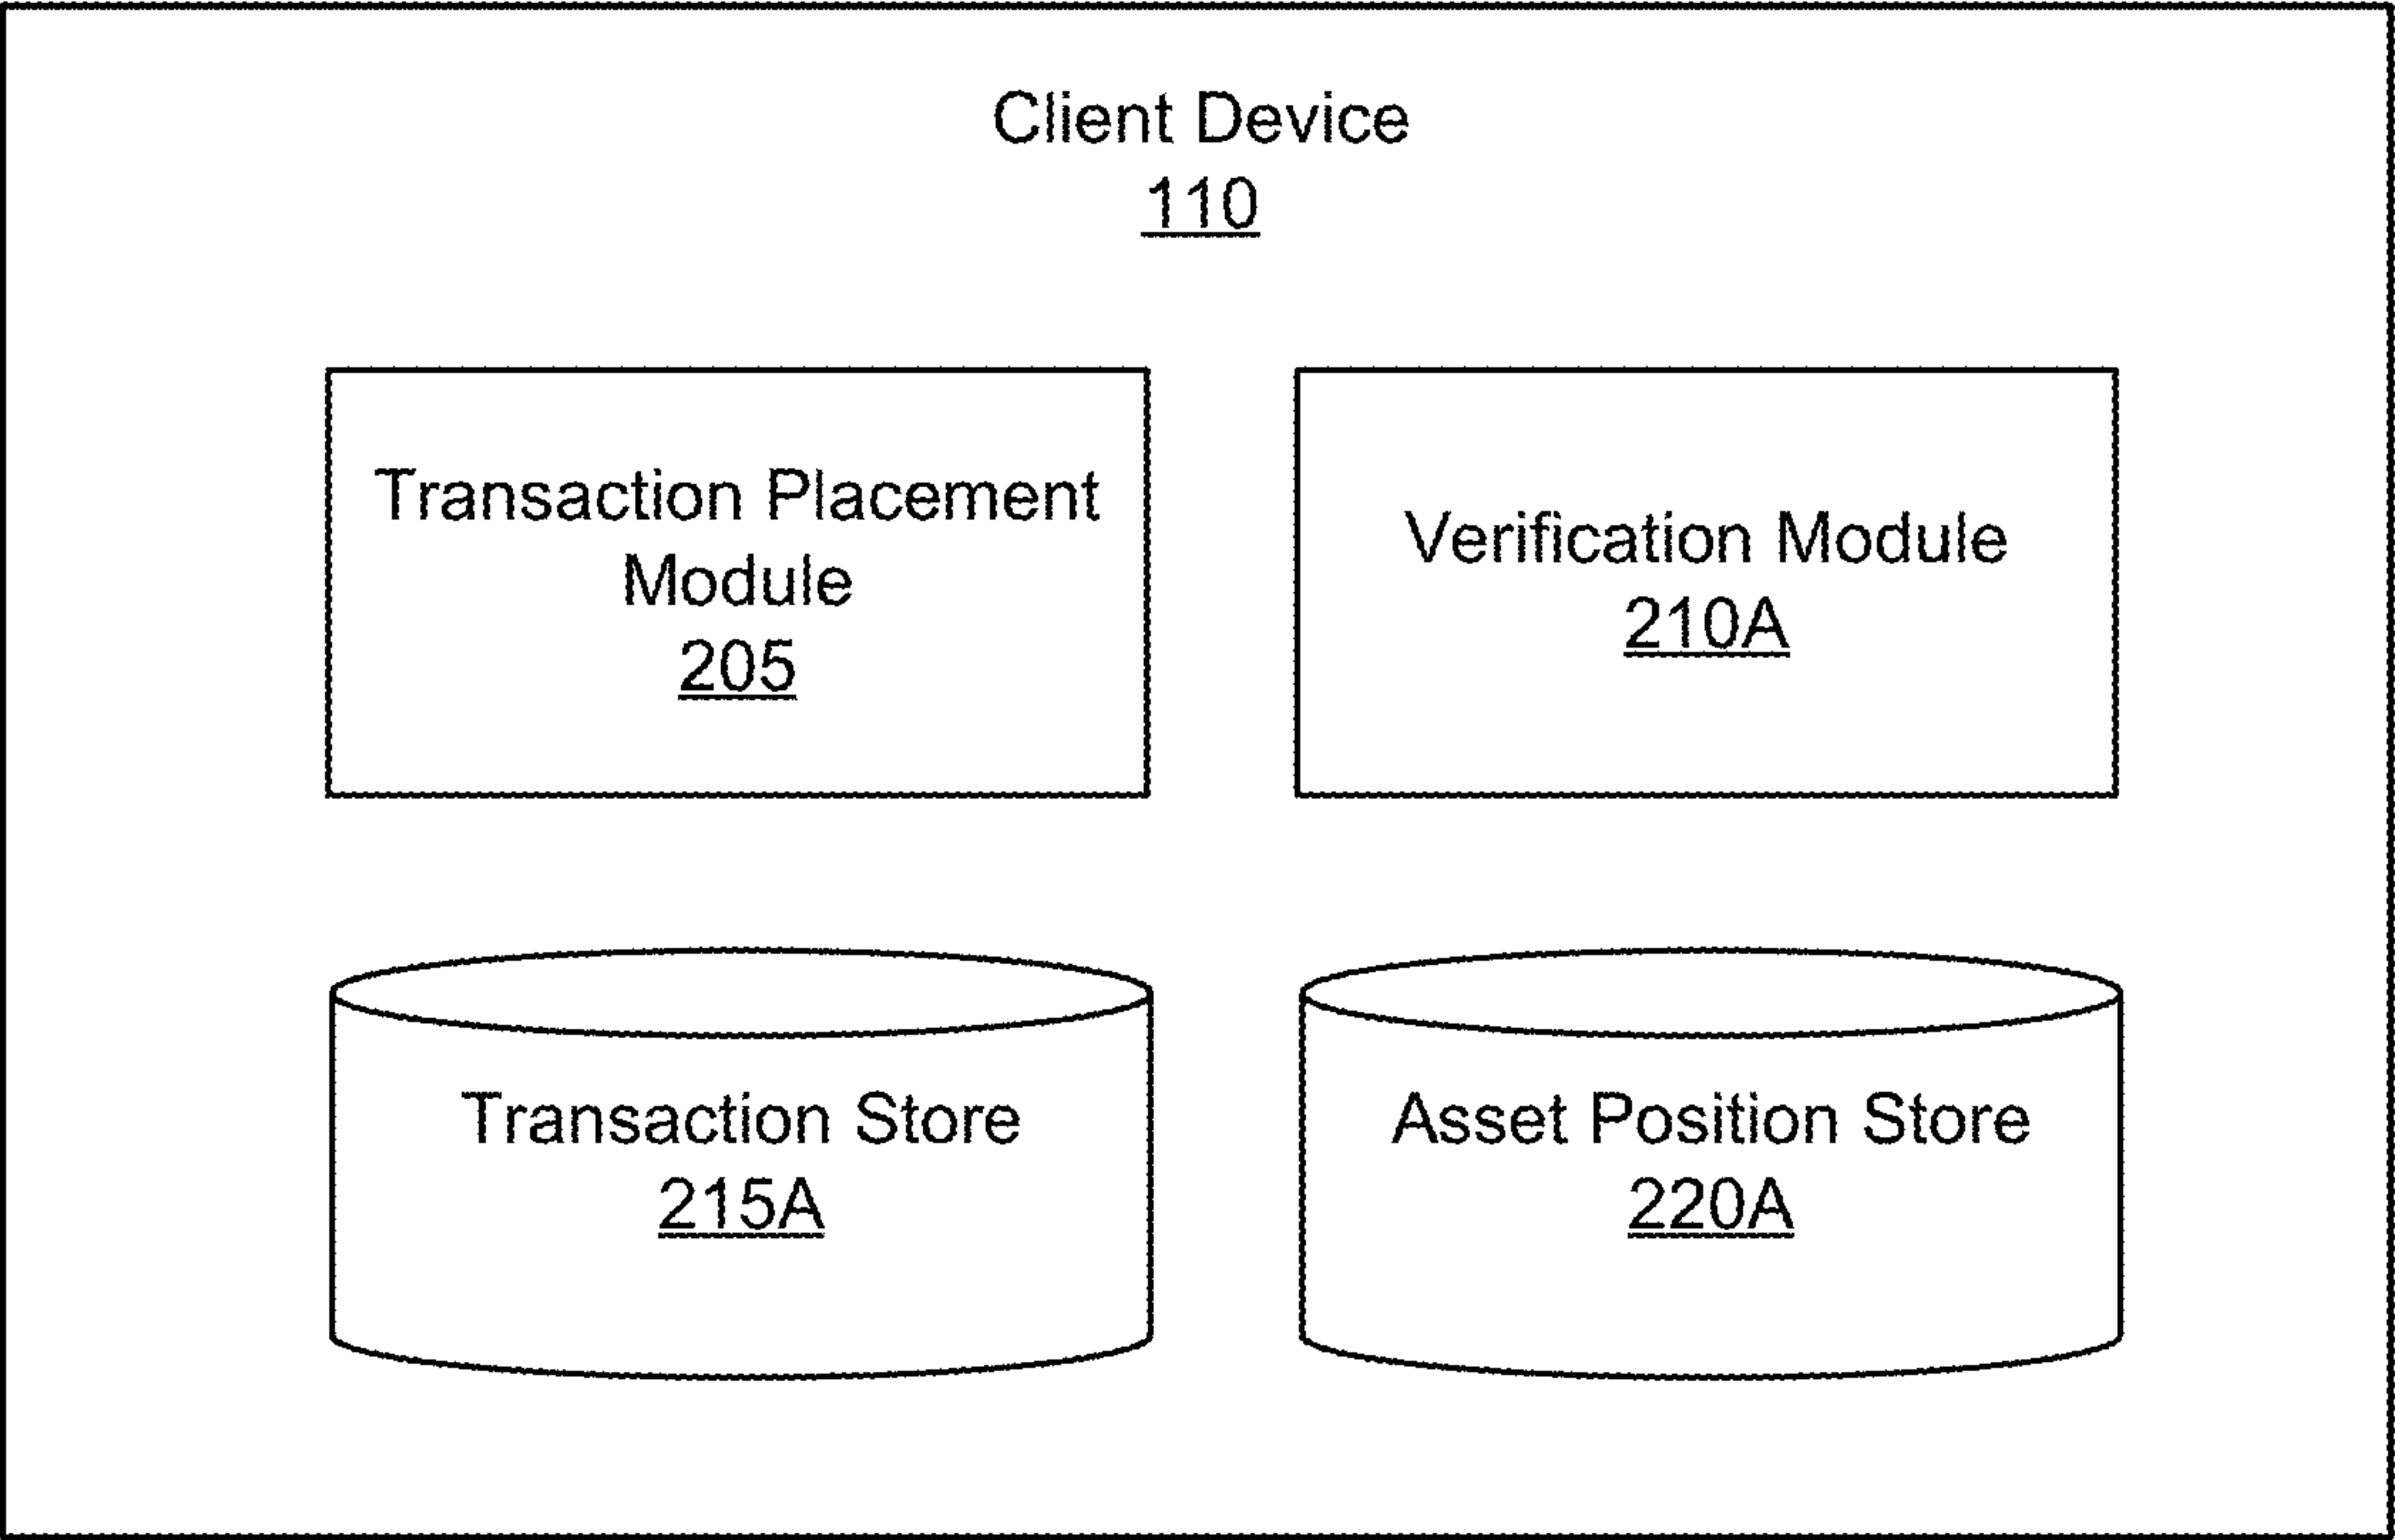 Client Device
110
Transaction Placement
Module
205
Verification Module
210A
Transaction Store
215A
Asset Position Store
220A